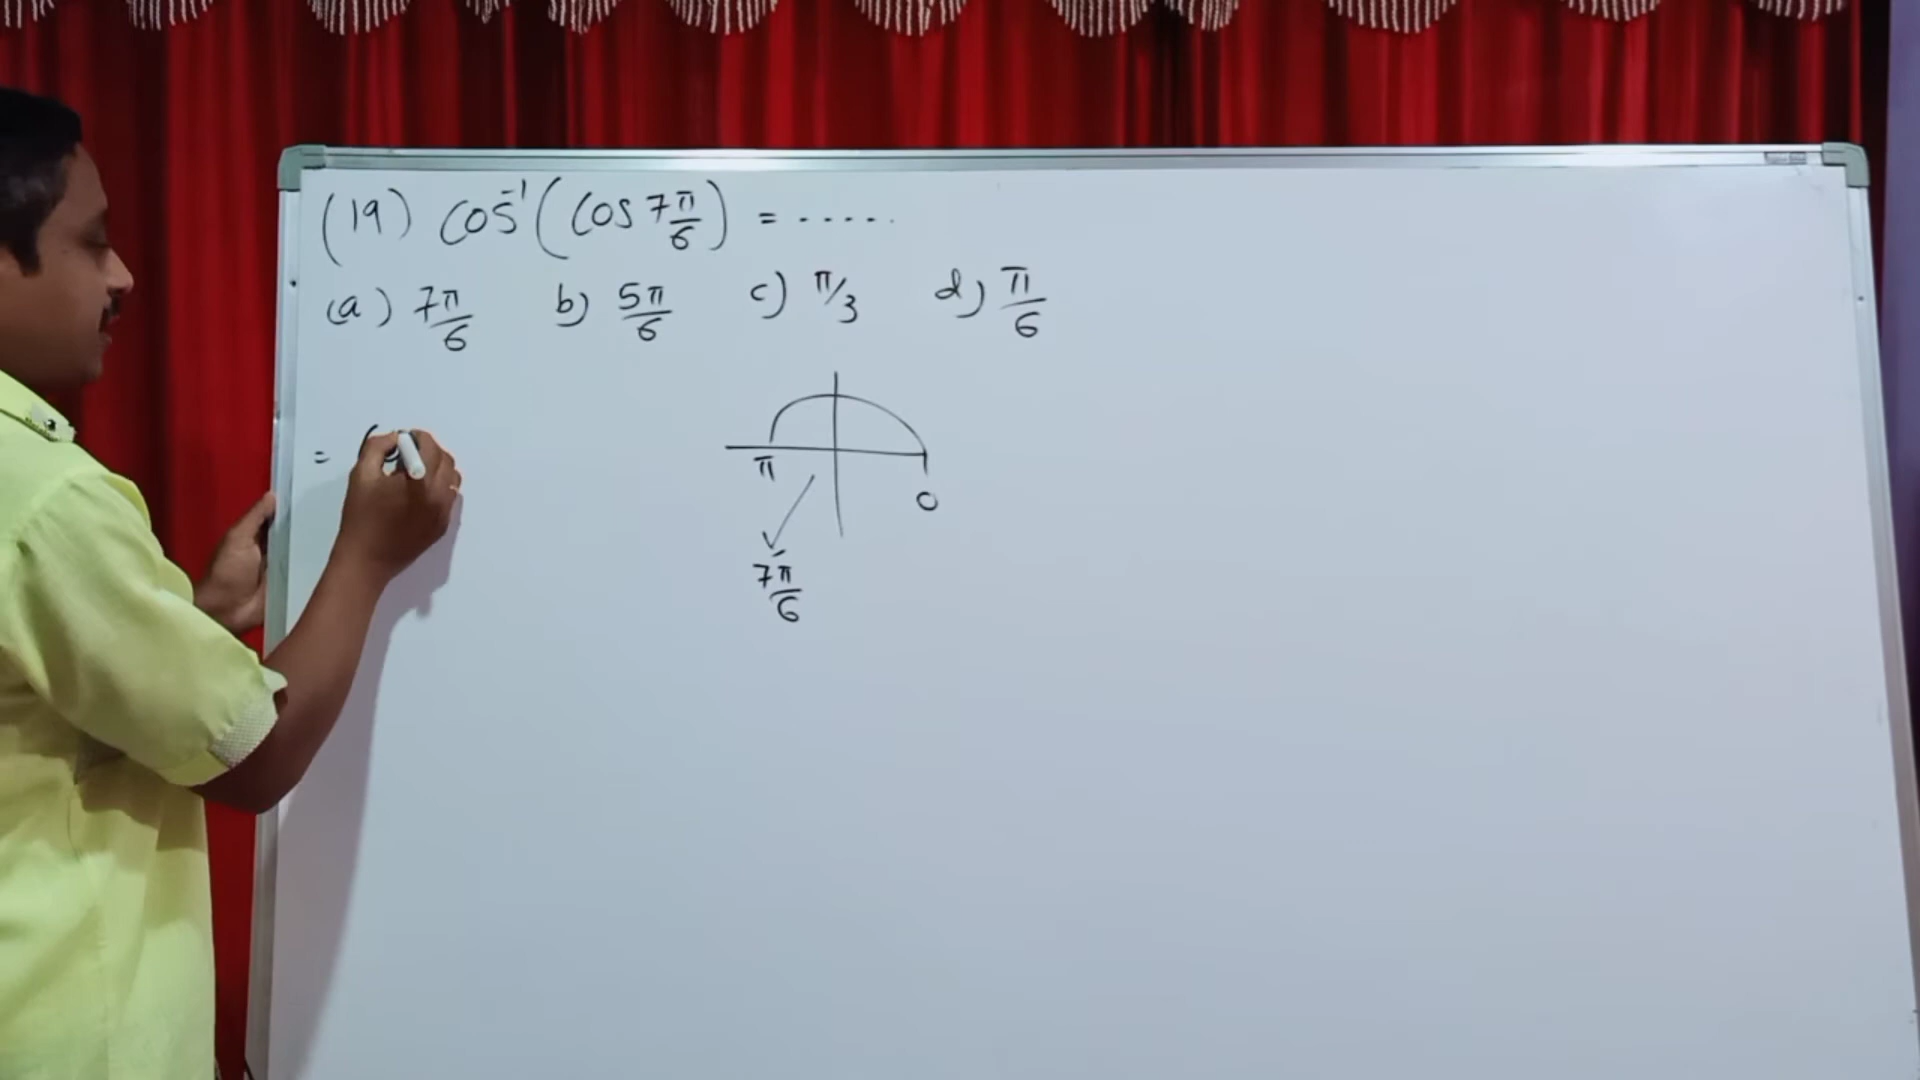 (19) cos⁻¹(cos 7π/6) = .....
(a) 7π/6 b) 5π/6 c) π/3 d) π/6
π
0
=
7π/6